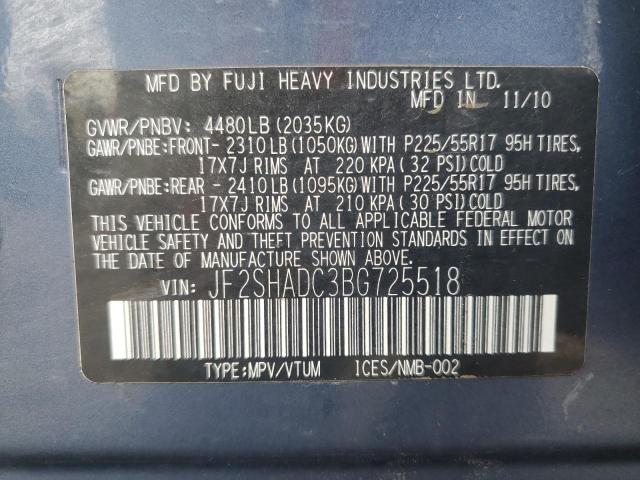 MFD BY FUJI HEAVY INDUSTRIES LTD.
MFD IN 11/10
GVWR/PNBV: 4480LB(2035KG)
GAWR/PNBE:FRONT- 2310LB(1050KG)WITH P225/55R17 95H TIRES,
17X7J RIMS AT 220 KPA(32 PSI)COLD
GAWR/PNBE:REAR - 2410LB(1095KG)WITH P225/55R17 95H TIRES,
17X7J RIMS AT 210 KPA(30 PSI)COLD
THIS VEHICLE CONFORMS TO ALL APPLICABLE FEDERAL MOTOR
VEHICLE SAFETY AND THEFT PREVENTION STANDARDS IN EFFECT ON
THE DATE OF MANUFACTURE SHOWN ABOVE.
VIN: JF2SHADC3BG725518
TYPE:MPV/VTUM ICES/NMB-002